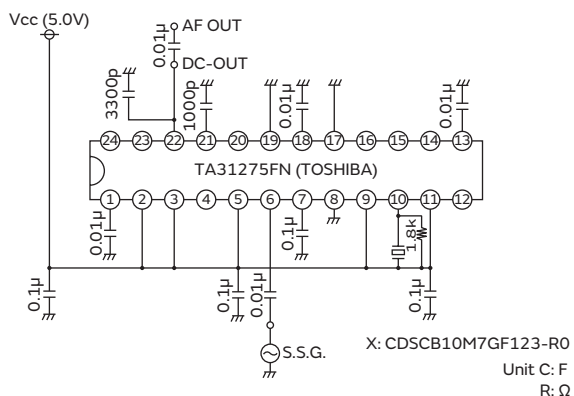 Vcc (5.0V)
AF OUT
0.01μ
DC-OUT
3300p
1000p
0.01μ
0.01μ
24 23 22 21 20 19 18 17 16 15 14 13
TA31275FN (TOSHIBA)
1 2 3 4 5 6 7 8 9 10 11 12
0.01μ
0.1μ
1.8k
0.1μ
0.1μ
0.01μ
0.1μ
S.S.G.
X: CDSCB10M7GF123-R0
Unit C: F
R: Ω